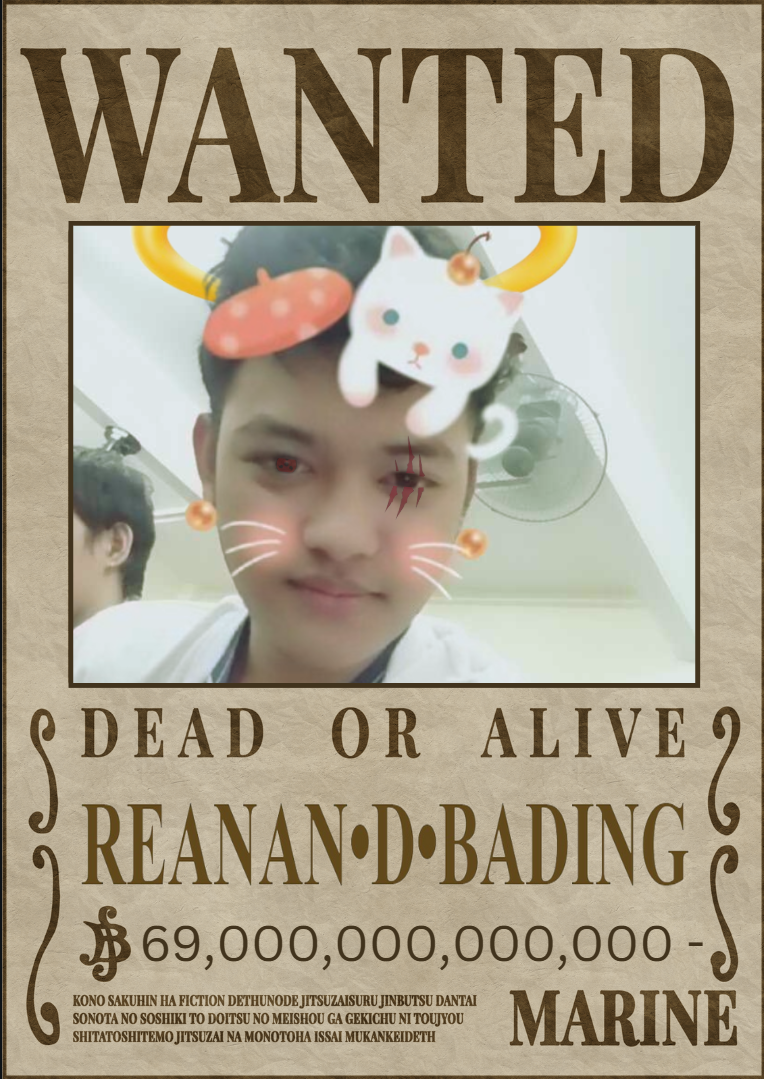 WANTED
DEAD OR ALIVE
REANAN•D•BADING
฿ 69,000,000,000,000 -
KONO SAKUHIN HA FICTION DETHUNODE JITSUZAISURU JINBUTSU DANTAI
SONOTA NO SOSHIKI TO DOITSU NO MEISHOU GA GEKICHU NI TOUJYOU
SHITATOSHITEMO JITSUZAI NA MONOTOHA ISSAI MUKANKEIDETH
MARINE